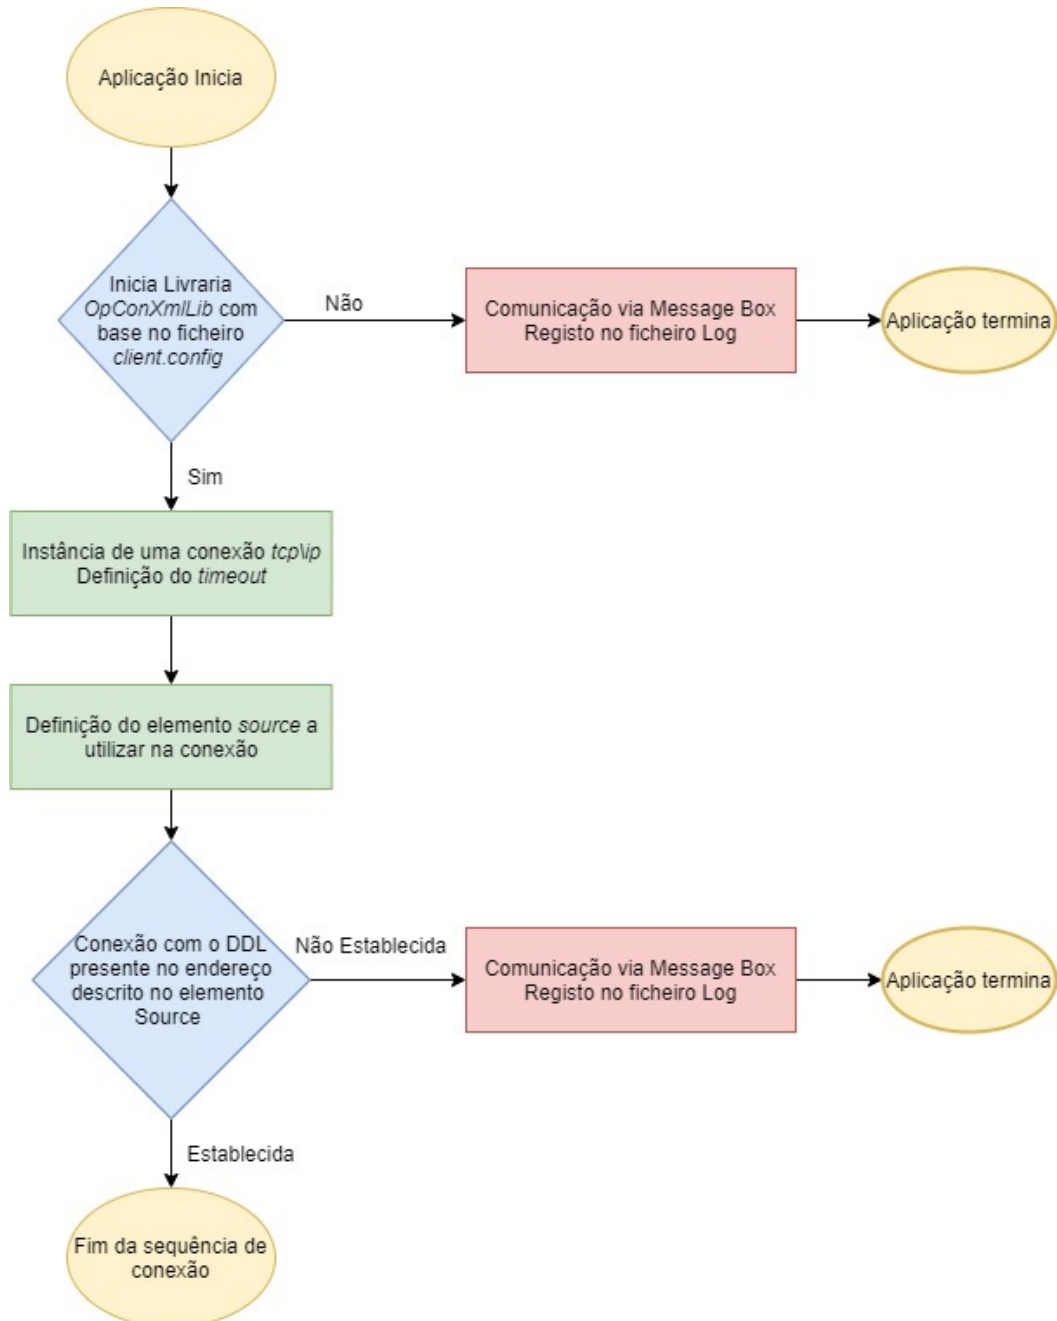 Aplicação Inicia
Inicia Livraria
OpConXmlLib com
base no ficheiro
client.config
Não
Comunicação via Message Box
Registo no ficheiro Log
Aplicação termina
Sim
Instância de uma conexão tcp\ip
Definição do timeout
Definição do elemento source a
utilizar na conexão
Conexão com o DDL
presente no endereço
descrito no elemento
Source
Não Establecida
Comunicação via Message Box
Registo no ficheiro Log
Aplicação termina
Establecida
Fim da sequência de
conexão